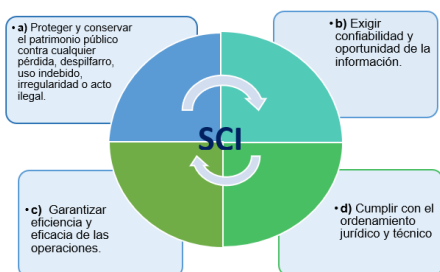 • a) Proteger y conservar
el patrimonio público
contra cualquier
pérdida, despilfarro,
uso indebido,
irregularidad o acto
ilegal.
• b) Exigir
confiabilidad y
oportunidad de la
información.
SCI
• c) Garantizar
eficiencia y
eficacia de las
operaciones.
• d) Cumplir con el
ordenamiento
jurídico y técnico